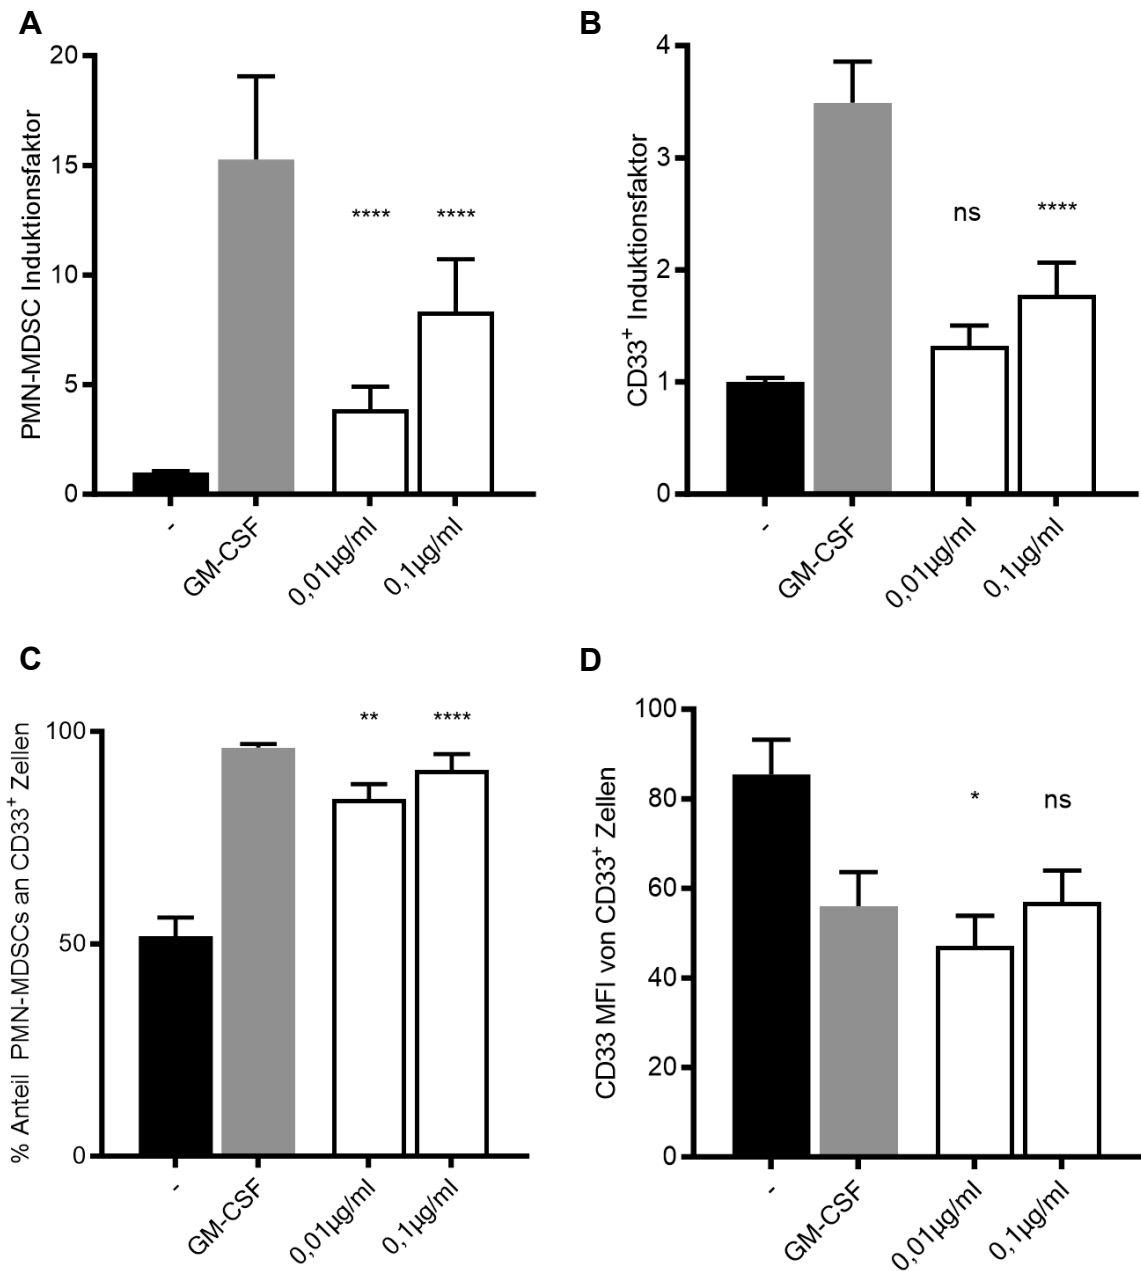 A
PMN-MDSC Induktionsfaktor
20
15
10
5
0
****
****
-
GM-CSF
0,01µg/ml
0,1µg/ml
B
CD33+ Induktionsfaktor
4
3
2
1
0
ns
****
-
GM-CSF
0,01µg/ml
0,1µg/ml
C
% Anteil PMN-MDSCs an CD33+ Zellen
100
50
0
**
****
-
GM-CSF
0,01µg/ml
0,1µg/ml
D
CD33 MFI von CD33+ Zellen
100
80
60
40
20
0
*
ns
-
GM-CSF
0,01µg/ml
0,1µg/ml